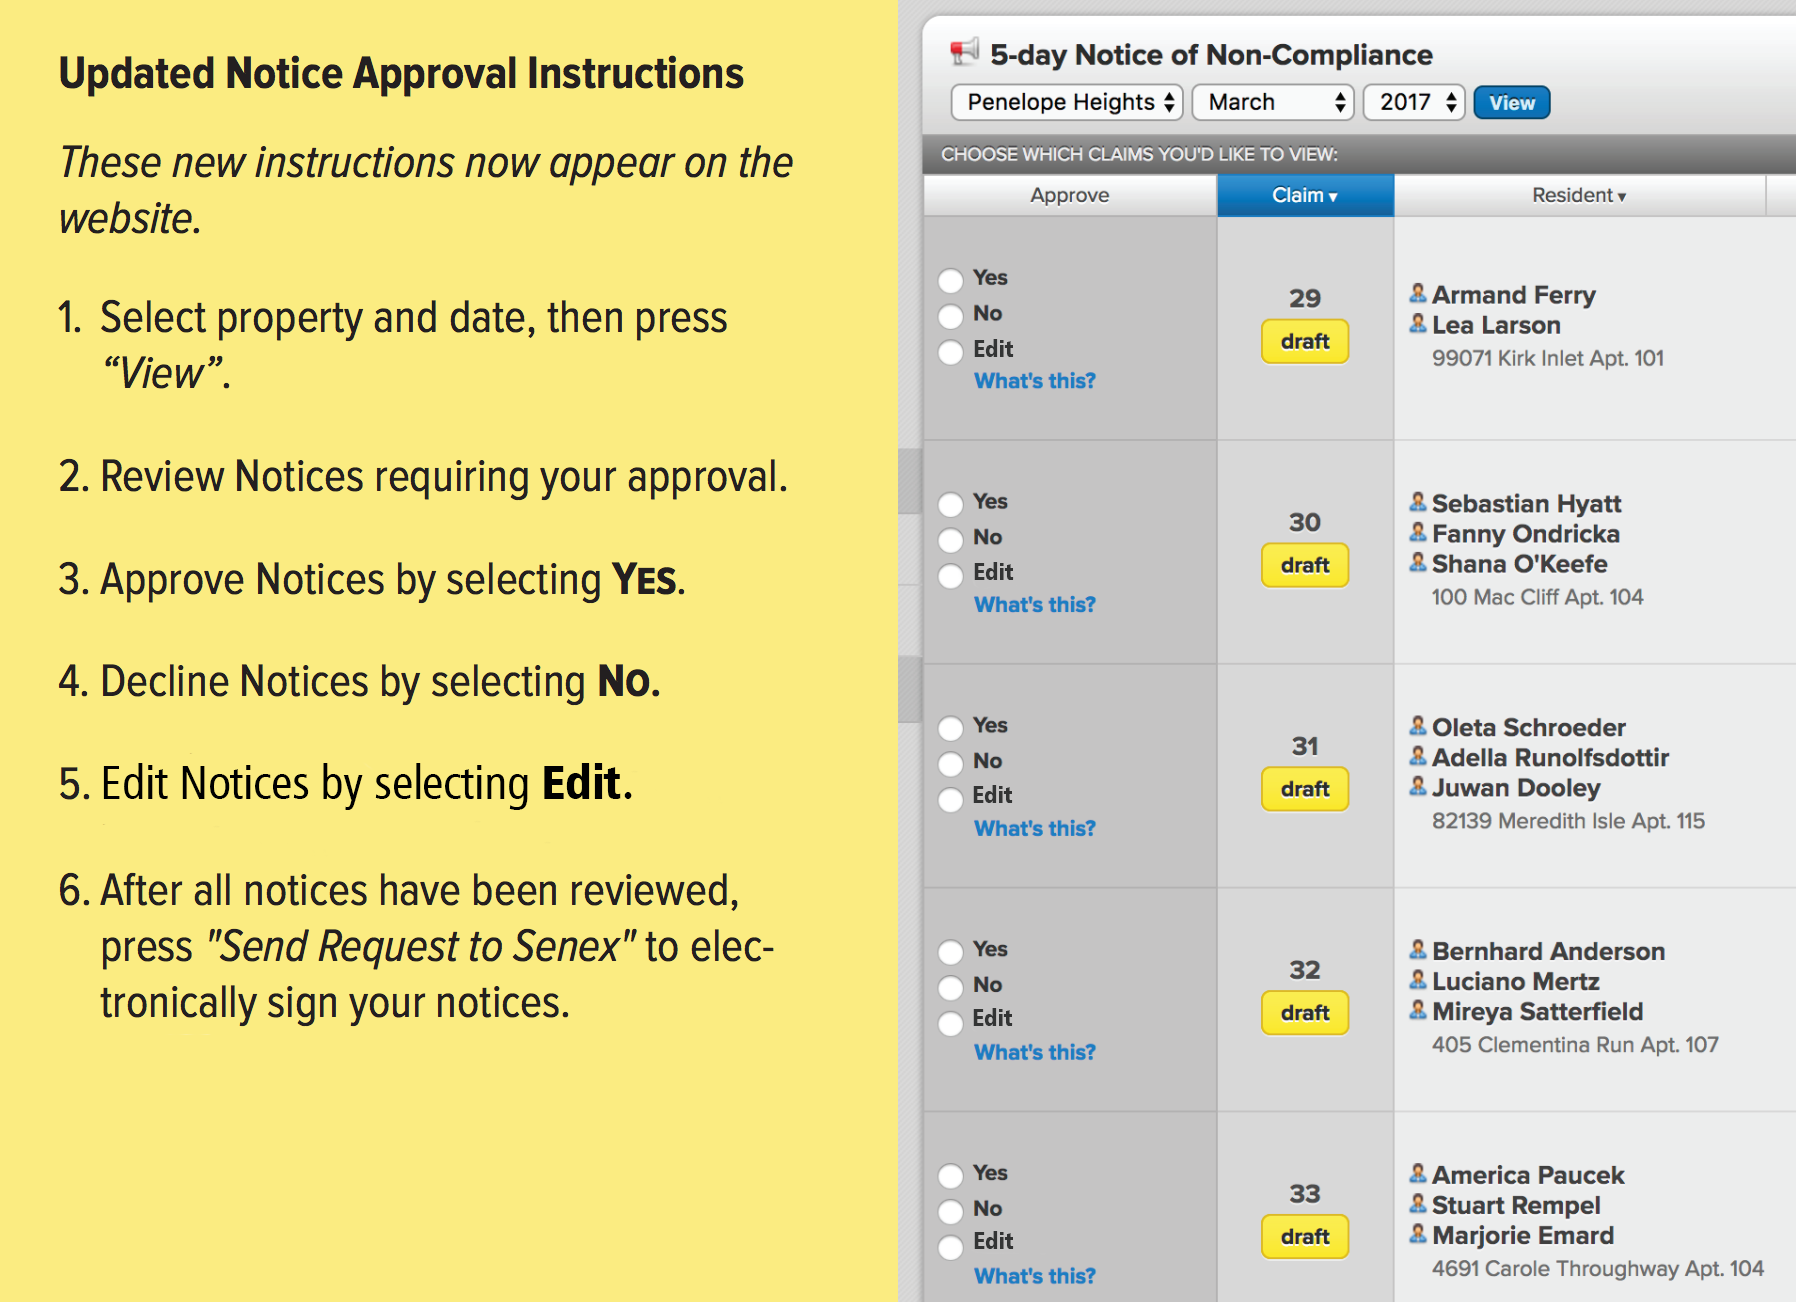 Updated Notice Approval Instructions
These new instructions now appear on the
website.
1. Select property and date, then press
“View”.
2. Review Notices requiring your approval.
3. Approve Notices by selecting YES.
4. Decline Notices by selecting NO.
5. Edit Notices by selecting Edit.
6. After all notices have been reviewed,
press "Send Request to Senex" to elec-
tronically sign your notices.
5-day Notice of Non-Compliance
Penelope Heights March 2017 View
CHOOSE WHICH CLAIMS YOU'D LIKE TO VIEW:
Approve Claim ▾ Resident ▾
Yes
No
Edit
What's this?
29
draft
Armand Ferry
Lea Larson
99071 Kirk Inlet Apt. 101
Yes
No
Edit
What's this?
30
draft
Sebastian Hyatt
Fanny Ondricka
Shana O'Keefe
100 Mac Cliff Apt. 104
Yes
No
Edit
What's this?
31
draft
Oleta Schroeder
Adella Runolfsdottir
Juwan Dooley
82139 Meredith Isle Apt. 115
Yes
No
Edit
What's this?
32
draft
Bernhard Anderson
Luciano Mertz
Mireya Satterfield
405 Clementina Run Apt. 107
Yes
No
Edit
What's this?
33
draft
America Paucek
Stuart Rempel
Marjorie Emard
4691 Carole Throughway Apt. 104